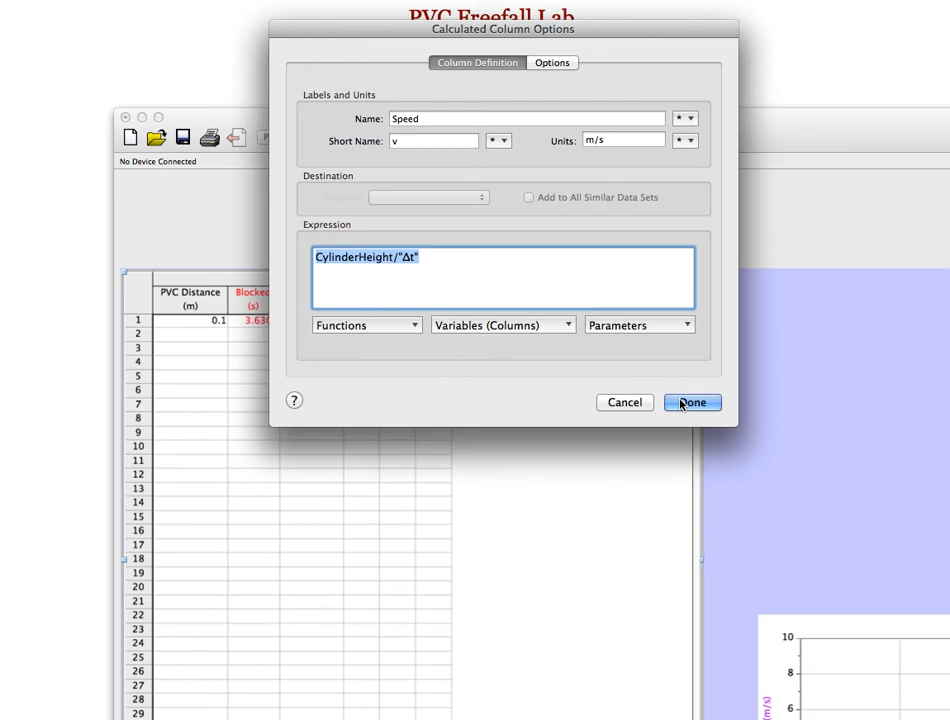 PVC Freefall Lab
Calculated Column Options
Column Definition
Options
Labels and Units
Name:
Speed
* ▼
Short Name:
v
* ▼
Units:
m/s
* ▼
No Device Connected
Destination
Add to All Similar Data Sets
Expression
CylinderHeight/"Δt"
Functions
Variables (Columns)
Parameters
?
Cancel
Done
PVC Distance
(m)
Blocked
(s)
1
0.1
3.630
2
3
4
5
6
7
8
9
10
11
12
13
14
15
16
17
18
19
20
21
22
23
24
25
26
27
28
29
10
8
6
(m/s)